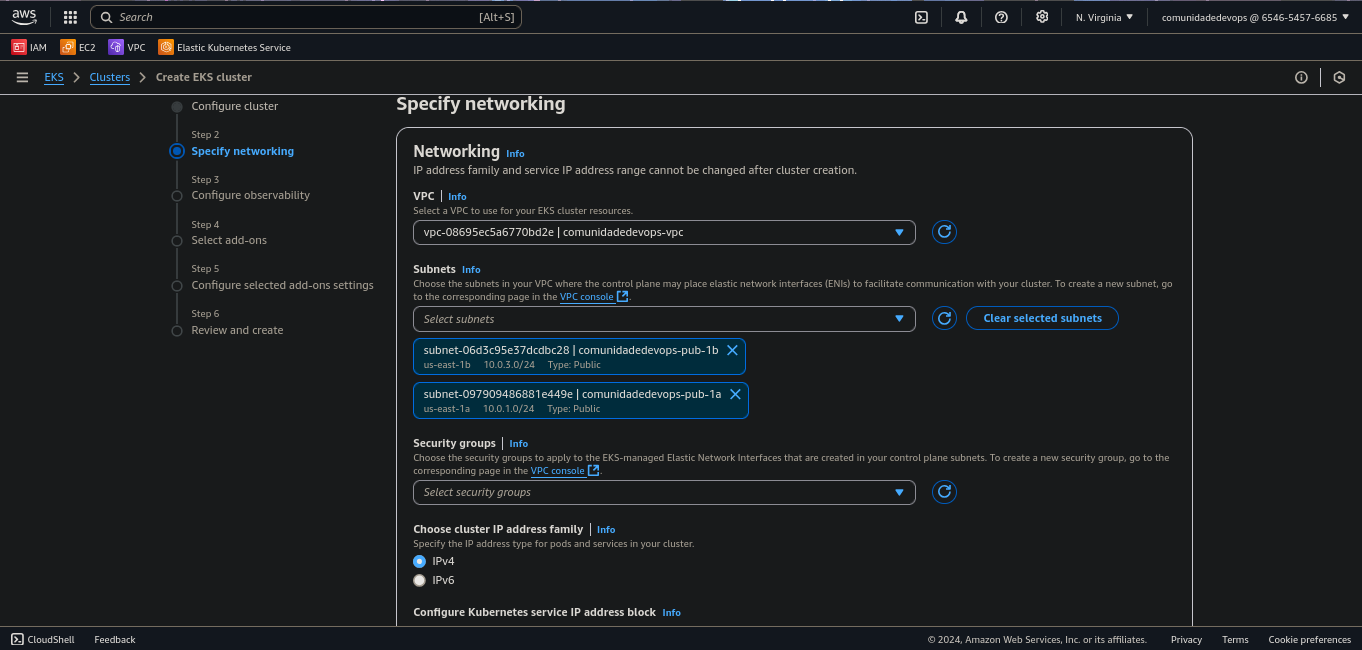 aws
Search
[Alt+S]
N. Virginia
comunidadedevops @ 6546-5457-6685
IAM
EC2
VPC
Elastic Kubernetes Service
EKS
Clusters
Create EKS cluster
Configure cluster
Step 2
Specify networking
Step 3
Configure observability
Step 4
Select add-ons
Step 5
Configure selected add-ons settings
Step 6
Review and create
Specify networking
Networking Info
IP address family and service IP address range cannot be changed after cluster creation.
VPC | Info
Select a VPC to use for your EKS cluster resources.
vpc-08695ec5a6770bd2e | comunidadedevops-vpc
Subnets Info
Choose the subnets in your VPC where the control plane may place elastic network interfaces (ENIs) to facilitate communication with your cluster. To create a new subnet, go
to the corresponding page in the VPC console.
Select subnets
Clear selected subnets
subnet-06d3c95e37dcdbc28 | comunidadedevops-pub-1b
us-east-1b 10.0.3.0/24 Type: Public
subnet-097909486881e449e | comunidadedevops-pub-1a
us-east-1a 10.0.1.0/24 Type: Public
Security groups | Info
Choose the security groups to apply to the EKS-managed Elastic Network Interfaces that are created in your control plane subnets. To create a new security group, go to the
corresponding page in the VPC console.
Select security groups
Choose cluster IP address family | Info
Specify the IP address type for pods and services in your cluster.
IPv4
IPv6
Configure Kubernetes service IP address block Info
CloudShell
Feedback
© 2024, Amazon Web Services, Inc. or its affiliates.
Privacy
Terms
Cookie preferences